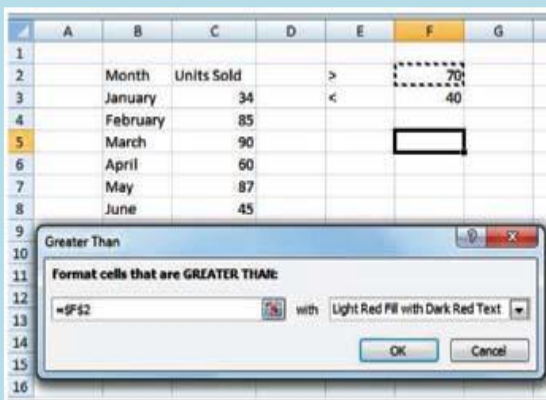 A B C D E F G
1
2 Month Units Sold > 70
3 January 34 < 40
4 February 85
5 March 90
6 April 60
7 May 87
8 June 45
9
Greater Than
10
11 Format cells that are GREATER THAN:
12 =$F$2 with Light Red Fill with Dark Red Text
13
14 OK Cancel
15
16